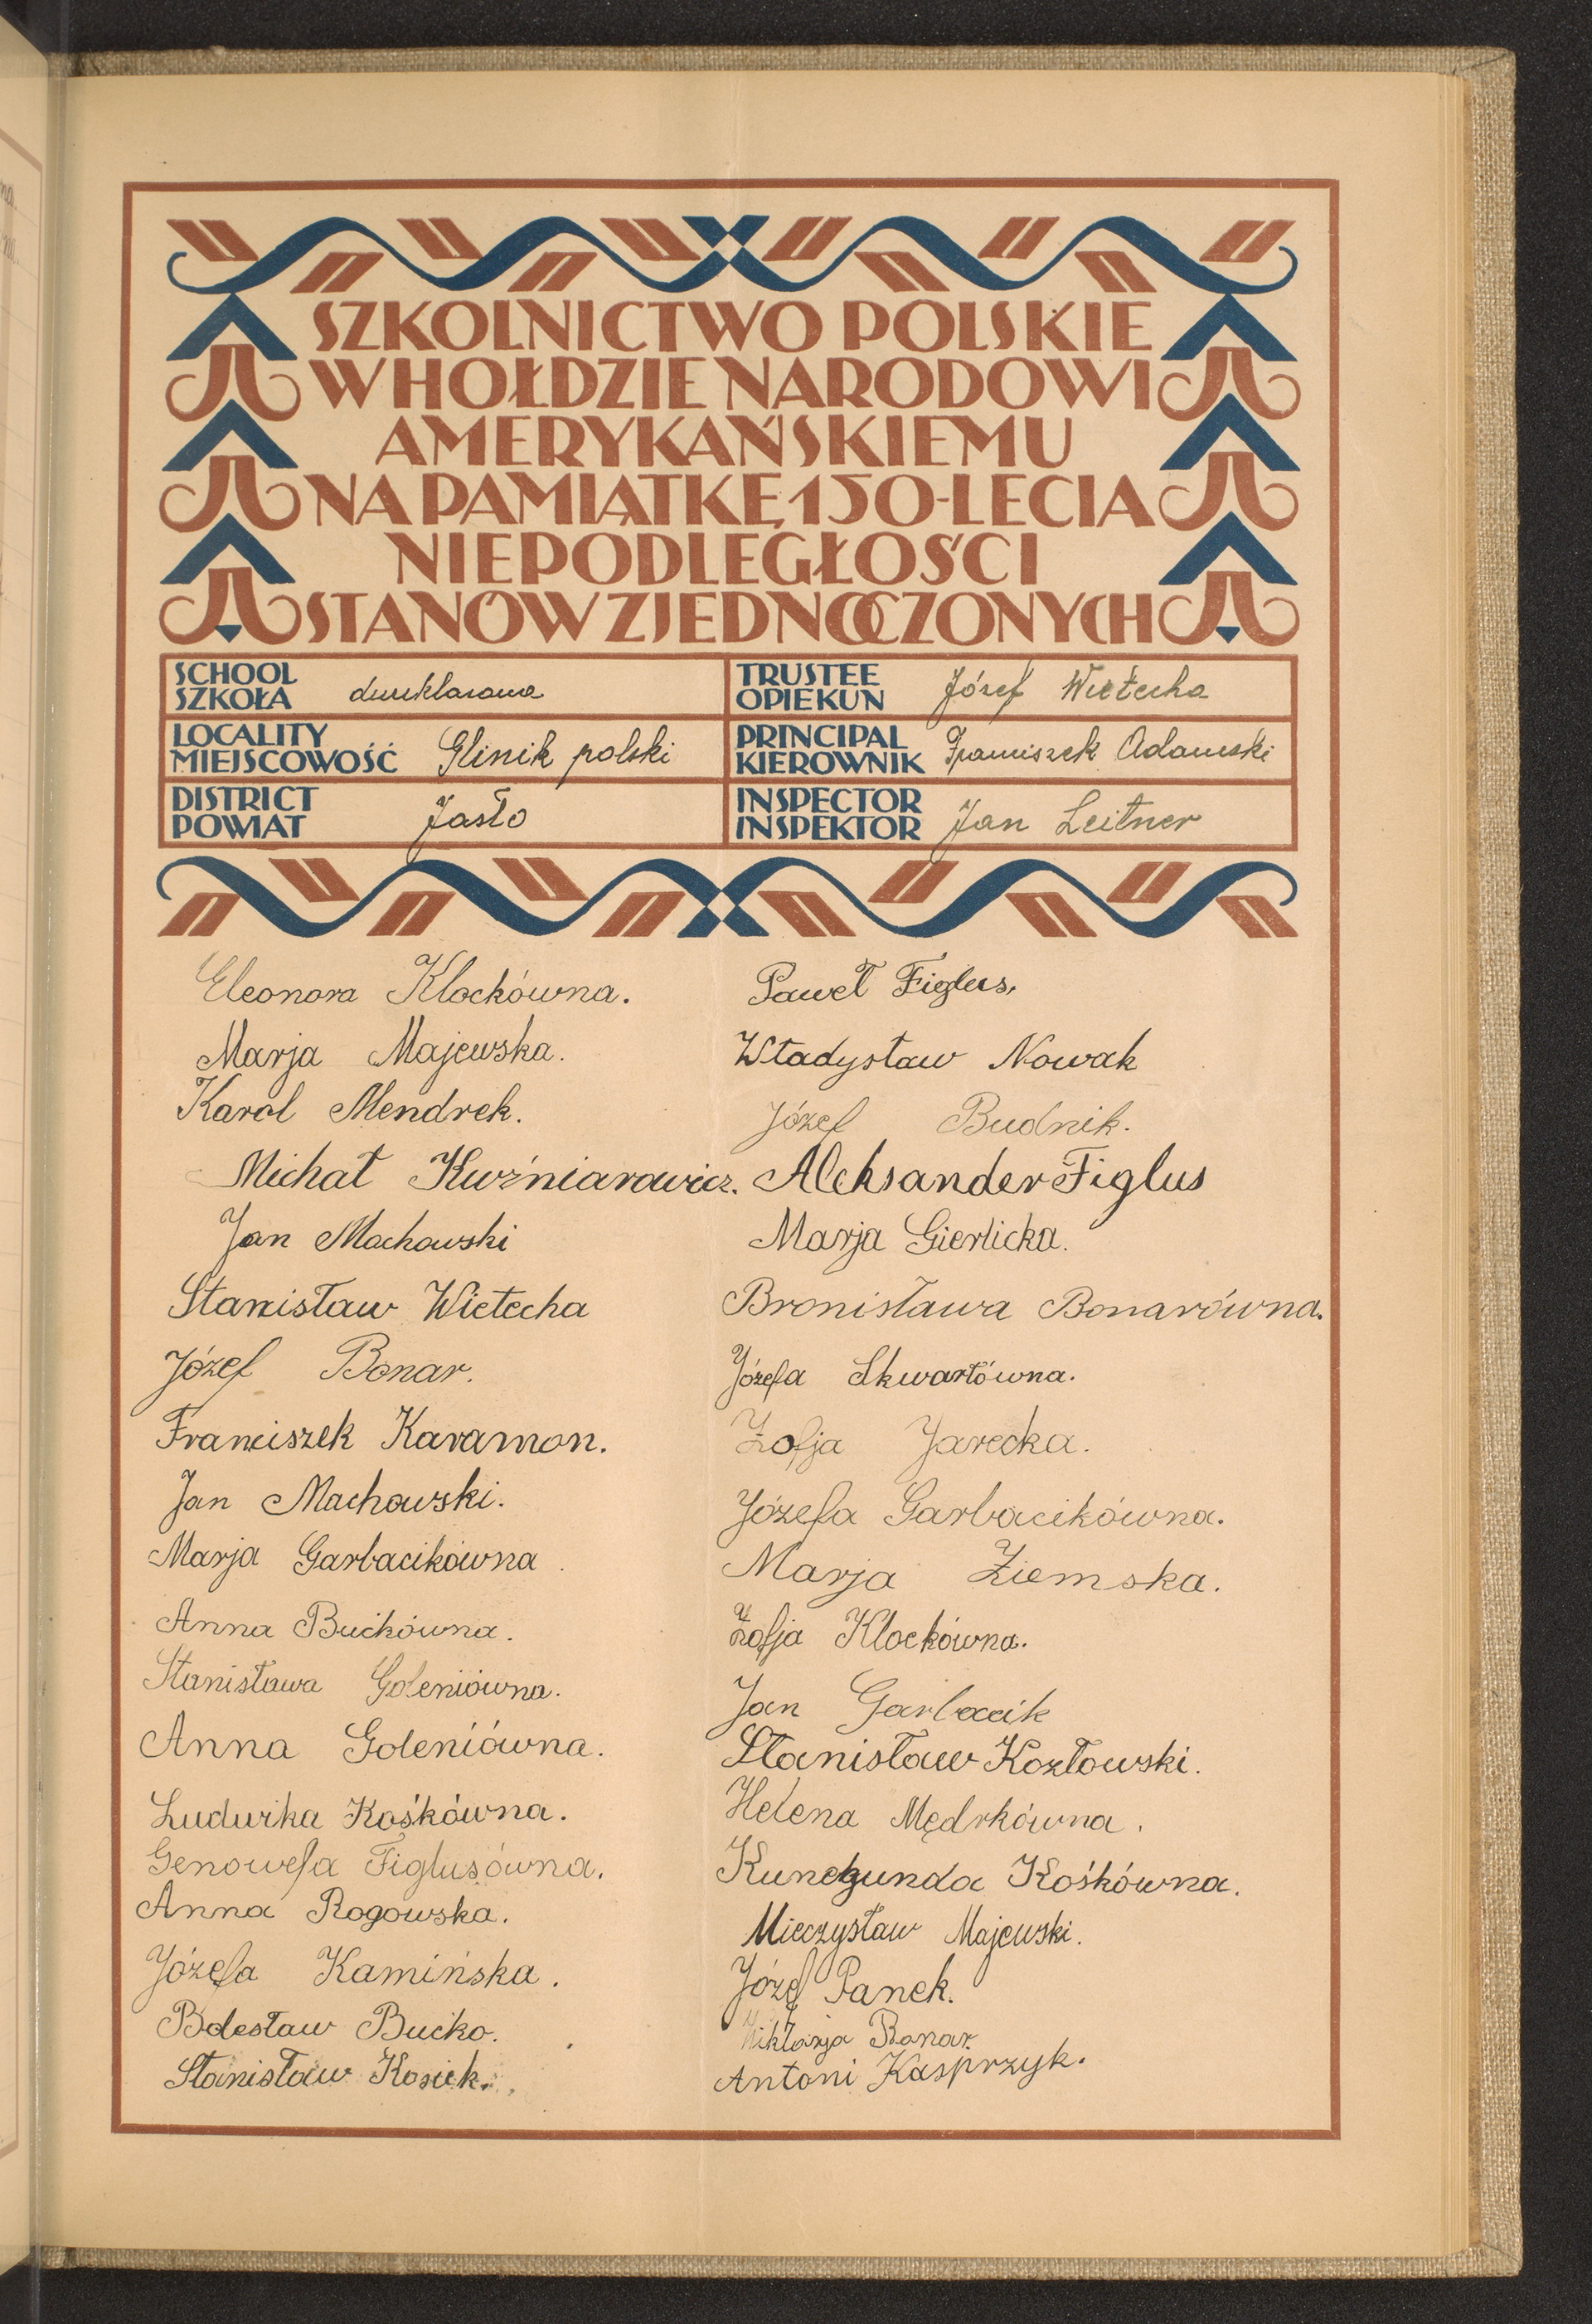 SZKOLNICTWO POLSKIE
W HOŁDZIE NARODOWI
AMERYKAŃSKIEMU
NA PAMIĄTKĘ 150-LECIA
NIEPODLEGŁOŚCI
STANÓW ZJEDNOCZONYCH
SCHOOL
SZKOŁA dwuklasowa
TRUSTEE
OPIEKUN Józef Wietecha
LOCALITY
MIEJSCOWOŚĆ Glinik polski
PRINCIPAL
KIEROWNIK Franciszek Adamski
DISTRICT
POWIAT Jasło
INSPECTOR
INSPEKTOR Jan Leitner
Eleonora Klockówna.
Marja Majewska.
Karol Mendrek.
Michał Kuźniarowicz.
Jan Machowski
Stanisław Wietecha
Józef Bonar.
Franciszek Karamon.
Jan Machowski.
Marja Garbacikówna.
Anna Bućkówna.
Stanisława Goleniówna.
Anna Goleniówna.
Ludwika Kośkówna.
Genowefa Figlusówna.
Anna Rogowska.
Józefa Kamińska.
Bolesław Bućko.
Stanisław Kosiek.
Paweł Figlus,
Władysław Nowak
Józef Budnik.
Aleksander Figlus
Marja Gierlicka.
Bronisława Bonarówna.
Józefa Skwarłówna.
Zofja Jarecka.
Józefa Garbacikówna.
Marja Ziemska.
Zofja Klockówna.
Jan Garbacik
Stanisław Kozłowski.
Helena Mędrkówna.
Kunegunda Kośkówna.
Mieczysław Majewski.
Józef Panek.
Wiktorja Bonar.
Antoni Kasprzyk.